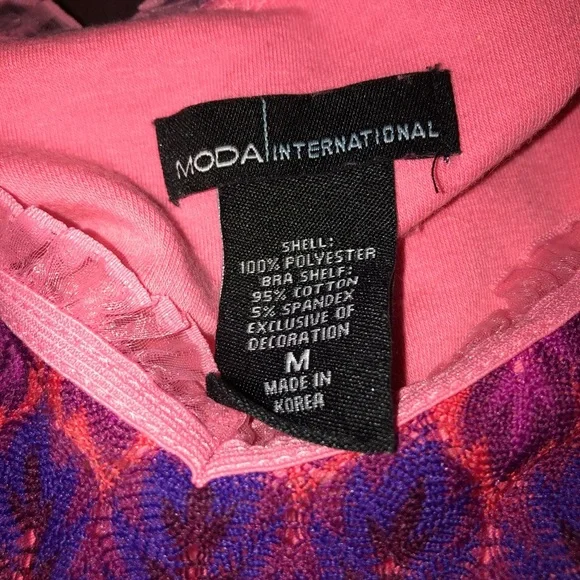 MODA INTERNATIONAL
SHELL:
100% POLYESTER
BRA SHELF:
95% COTTON
5% SPANDEX
EXCLUSIVE OF
DECORATION
M
MADE IN
KOREA